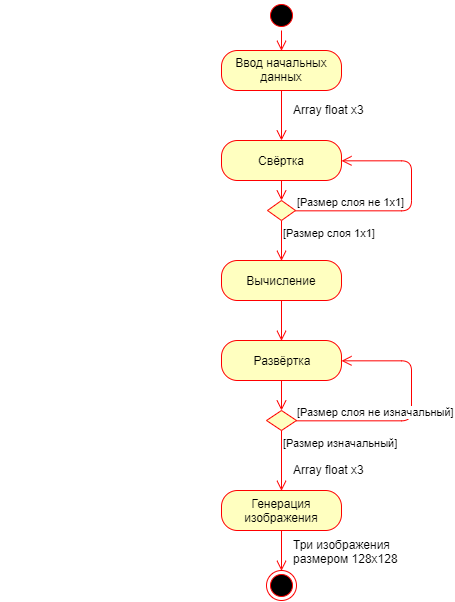 Ввод начальных
данных
Array float x3
Свёртка
[Размер слоя не 1x1]
[Размер слоя 1x1]
Вычисление
Развёртка
[Размер слоя не изначальный]
[Размер изначальный]
Array float x3
Генерация
изображения
Три изображения
размером 128x128